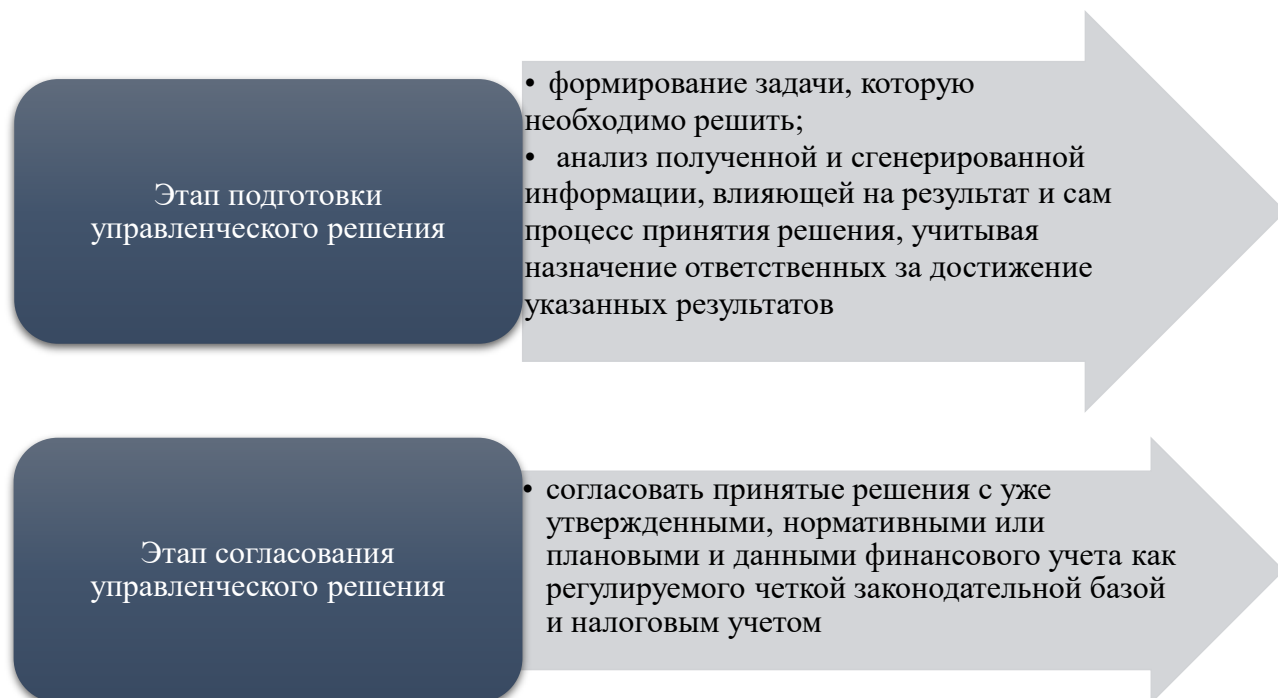 Этап подготовки
управленческого решения
• формирование задачи, которую
необходимо решить;
• анализ полученной и сгенерированной
информации, влияющей на результат и сам
процесс принятия решения, учитывая
назначение ответственных за достижение
указанных результатов
Этап согласования
управленческого решения
• согласовать принятые решения с уже
утвержденными, нормативными или
плановыми и данными финансового учета как
регулируемого четкой законодательной базой
и налоговым учетом